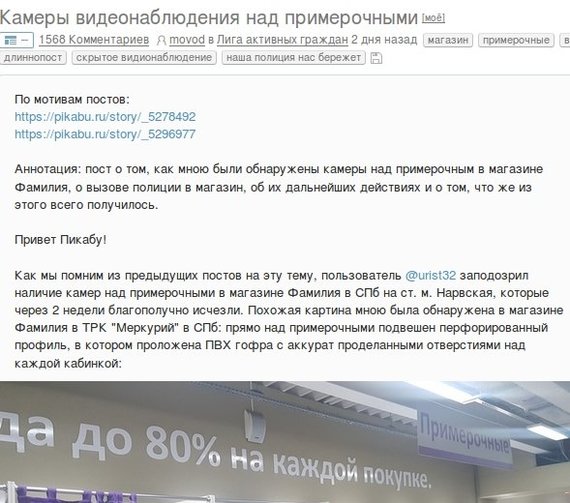 Камеры видеонаблюдения над примерочными [моё]
1568 Комментариев movod в Лига активных граждан 2 дня назад магазин примерочные в
длиннопост скрытое видеонаблюдение наша полиция нас бережет
По мотивам постов:
https://pikabu.ru/story/_5278492
https://pikabu.ru/story/_5296977
Аннотация: пост о том, как мною были обнаружены камеры над примерочным в магазине
Фамилия, о вызове полиции в магазин, об их дальнейших действиях и о том, что же из
этого всего получилось.
Привет Пикабу!
Как мы помним из предыдущих постов на эту тему, пользователь @urist32 заподозрил
наличие камер над примерочными в магазине Фамилия в СПб на ст. м. Нарвская, которые
через 2 недели благополучно исчезли. Похожая картина мною была обнаружена в магазине
Фамилия в ТРК "Меркурий" в СПб: прямо над примерочными подвешен перфорированный
профиль, в котором проложена ПВХ гофра с аккурат проделанными отверстиями над
каждой кабинкой:
Примерочные
да до 80% на каждой покупке.